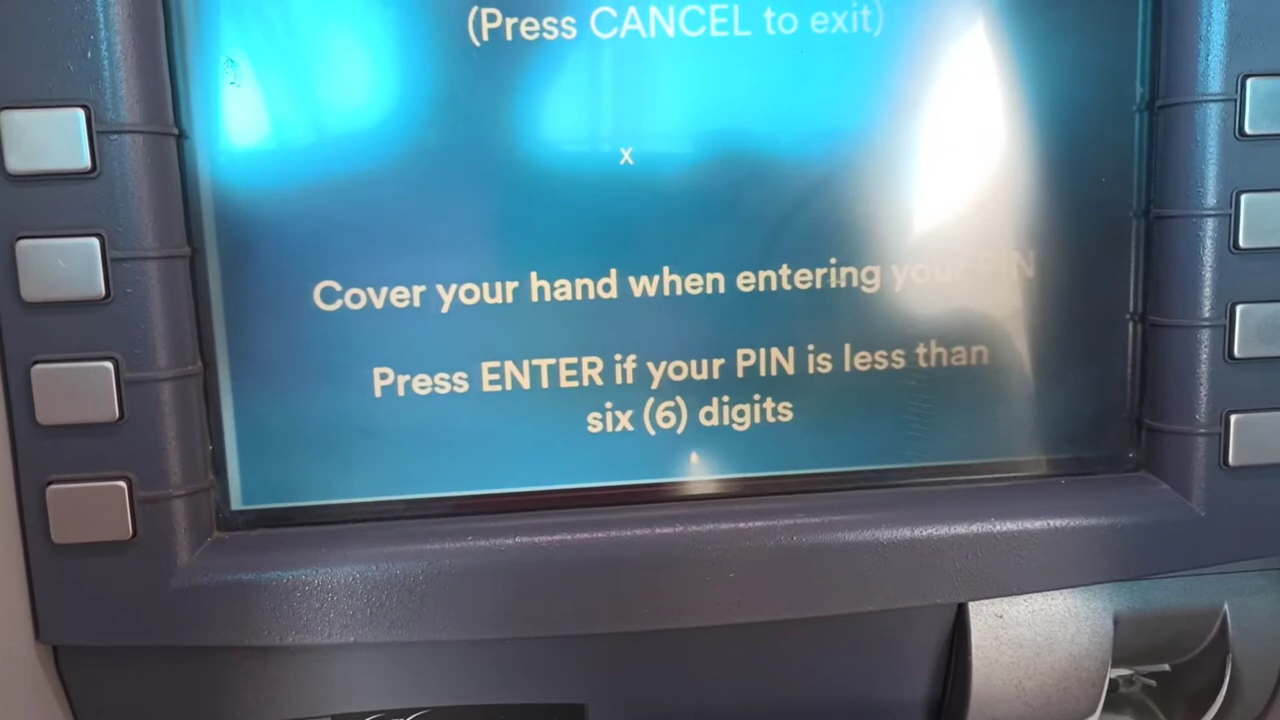 (Press CANCEL to exit)
x
Cover your hand when entering your PIN
Press ENTER if your PIN is less than
six (6) digits